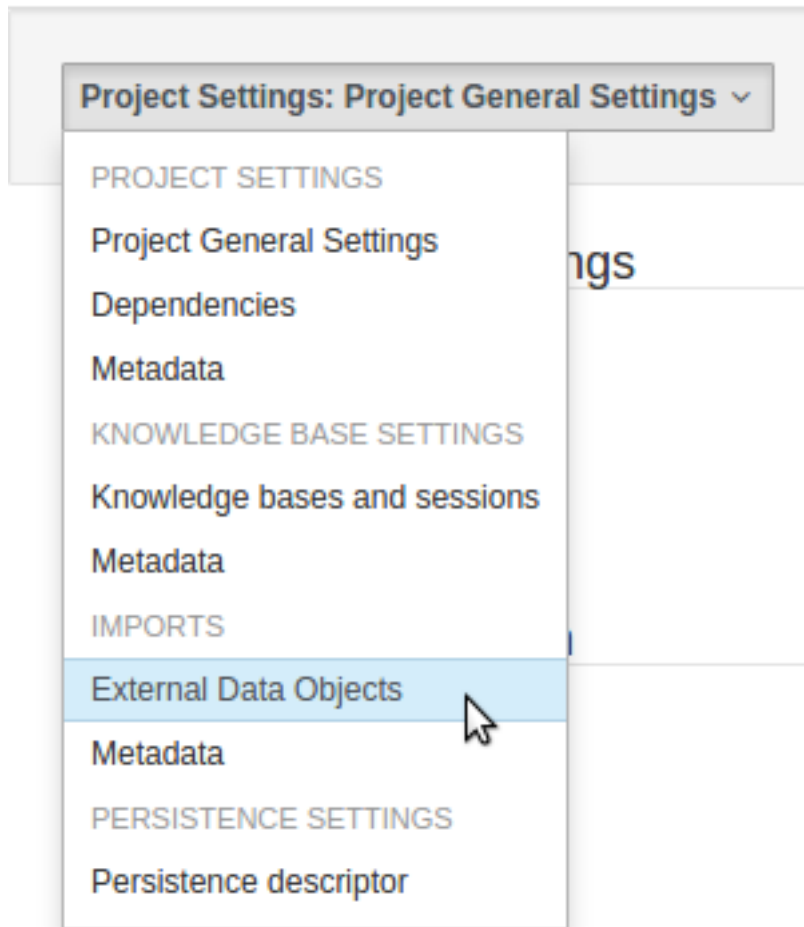 Project Settings: Project General Settings
PROJECT SETTINGS
Project General Settings
ngs
Dependencies
Metadata
KNOWLEDGE BASE SETTINGS
Knowledge bases and sessions
Metadata
IMPORTS
External Data Objects
Metadata
PERSISTENCE SETTINGS
Persistence descriptor